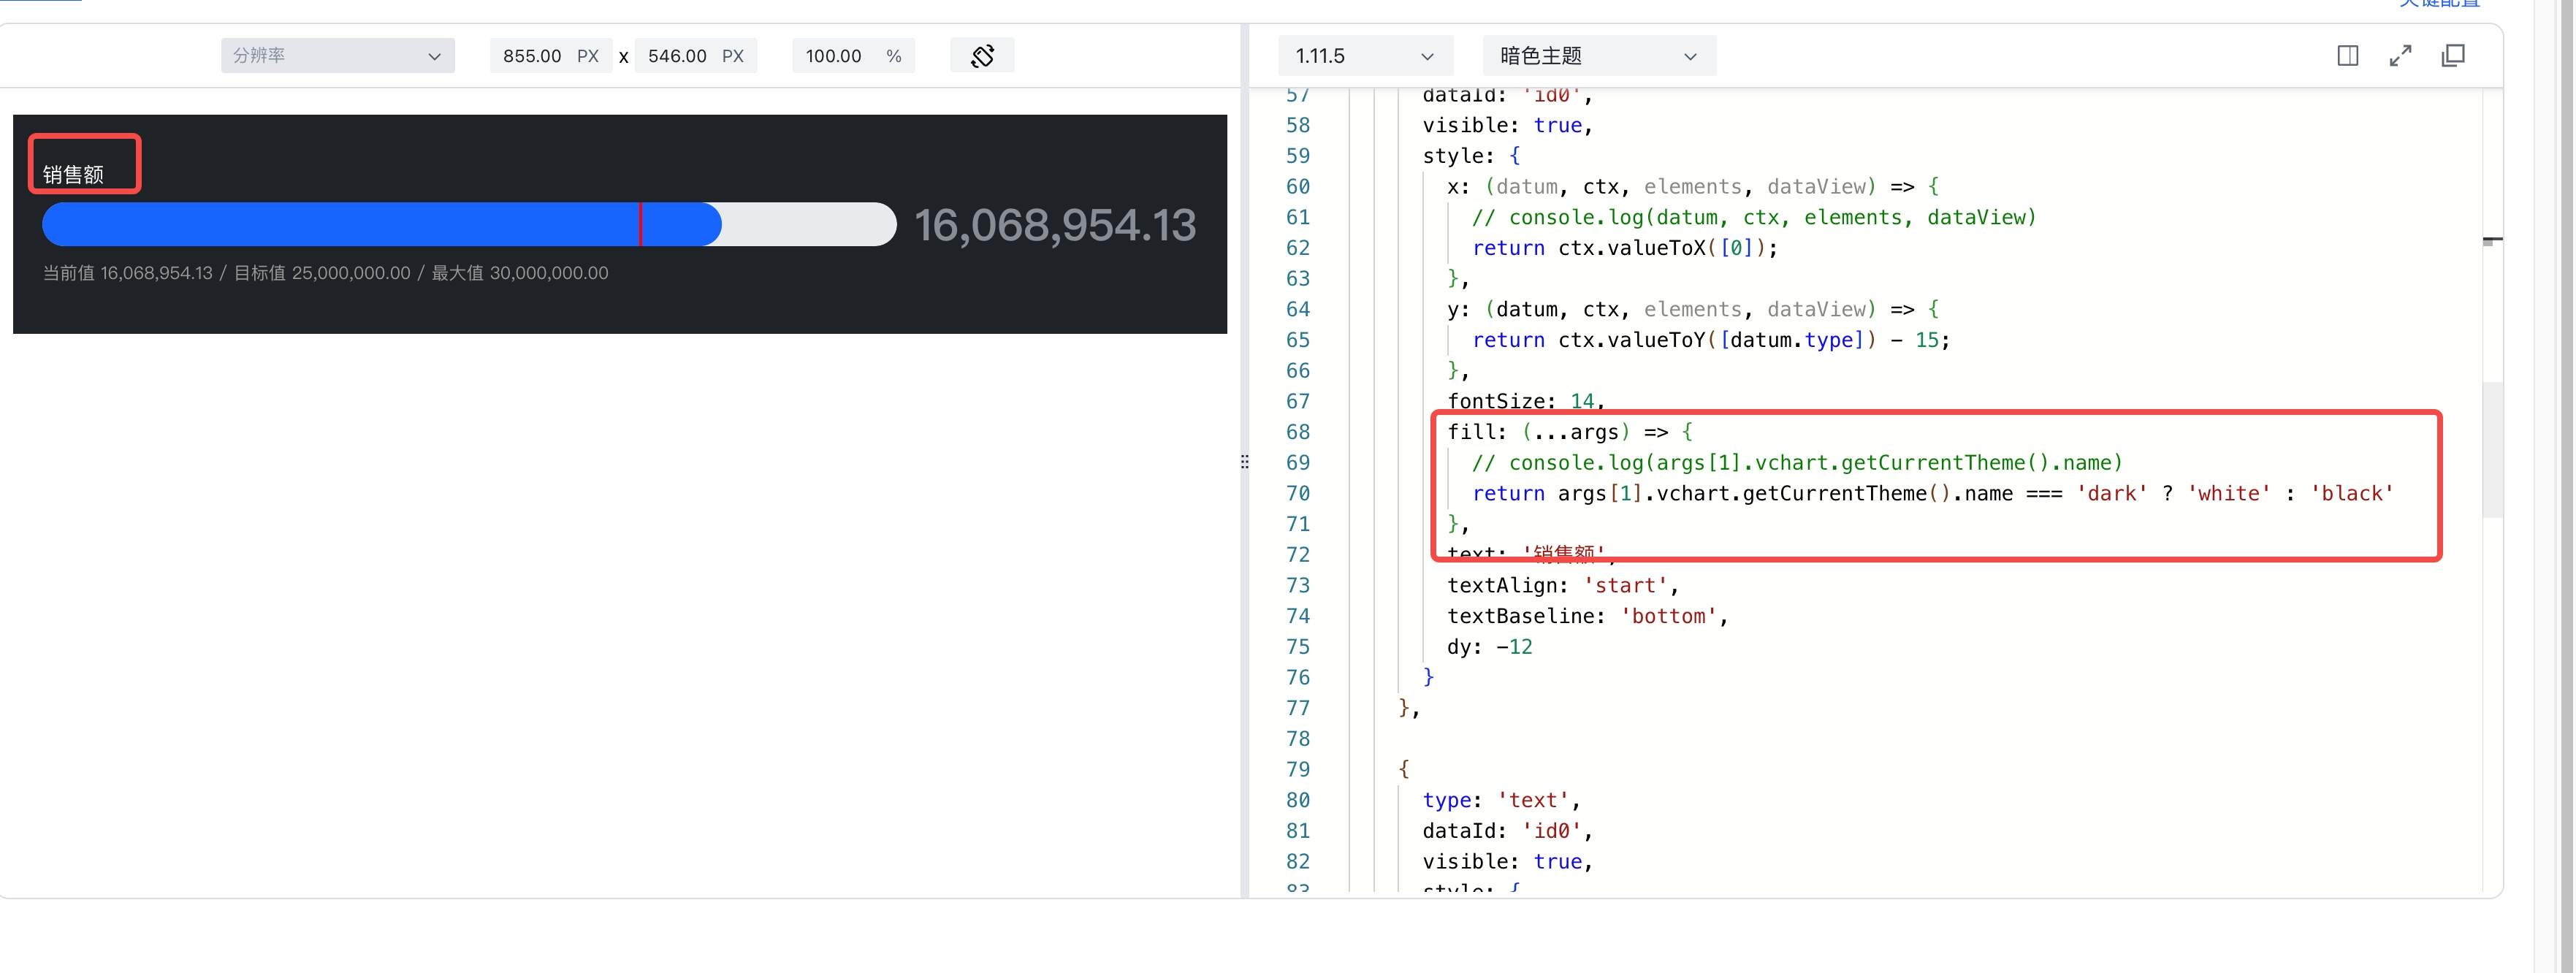 关键配置
分辨率
855.00 PX x 546.00 PX
100.00 %
1.11.5
暗色主题
销售额
16,068,954.13
当前值 16,068,954.13 / 目标值 25,000,000.00 / 最大值 30,000,000.00
57 dataId: 'id0',
58 visible: true,
59 style: {
60 x: (datum, ctx, elements, dataView) => {
61 // console.log(datum, ctx, elements, dataView)
62 return ctx.valueToX([0]);
63 },
64 y: (datum, ctx, elements, dataView) => {
65 return ctx.valueToY([datum.type]) - 15;
66 },
67 fontSize: 14,
68 fill: (...args) => {
69 // console.log(args[1].vchart.getCurrentTheme().name)
70 return args[1].vchart.getCurrentTheme().name === 'dark' ? 'white' : 'black'
71 },
72 text: '销售额',
73 textAlign: 'start',
74 textBaseline: 'bottom',
75 dy: -12
76 }
77 },
78
79 {
80 type: 'text',
81 dataId: 'id0',
82 visible: true,
83 style: {